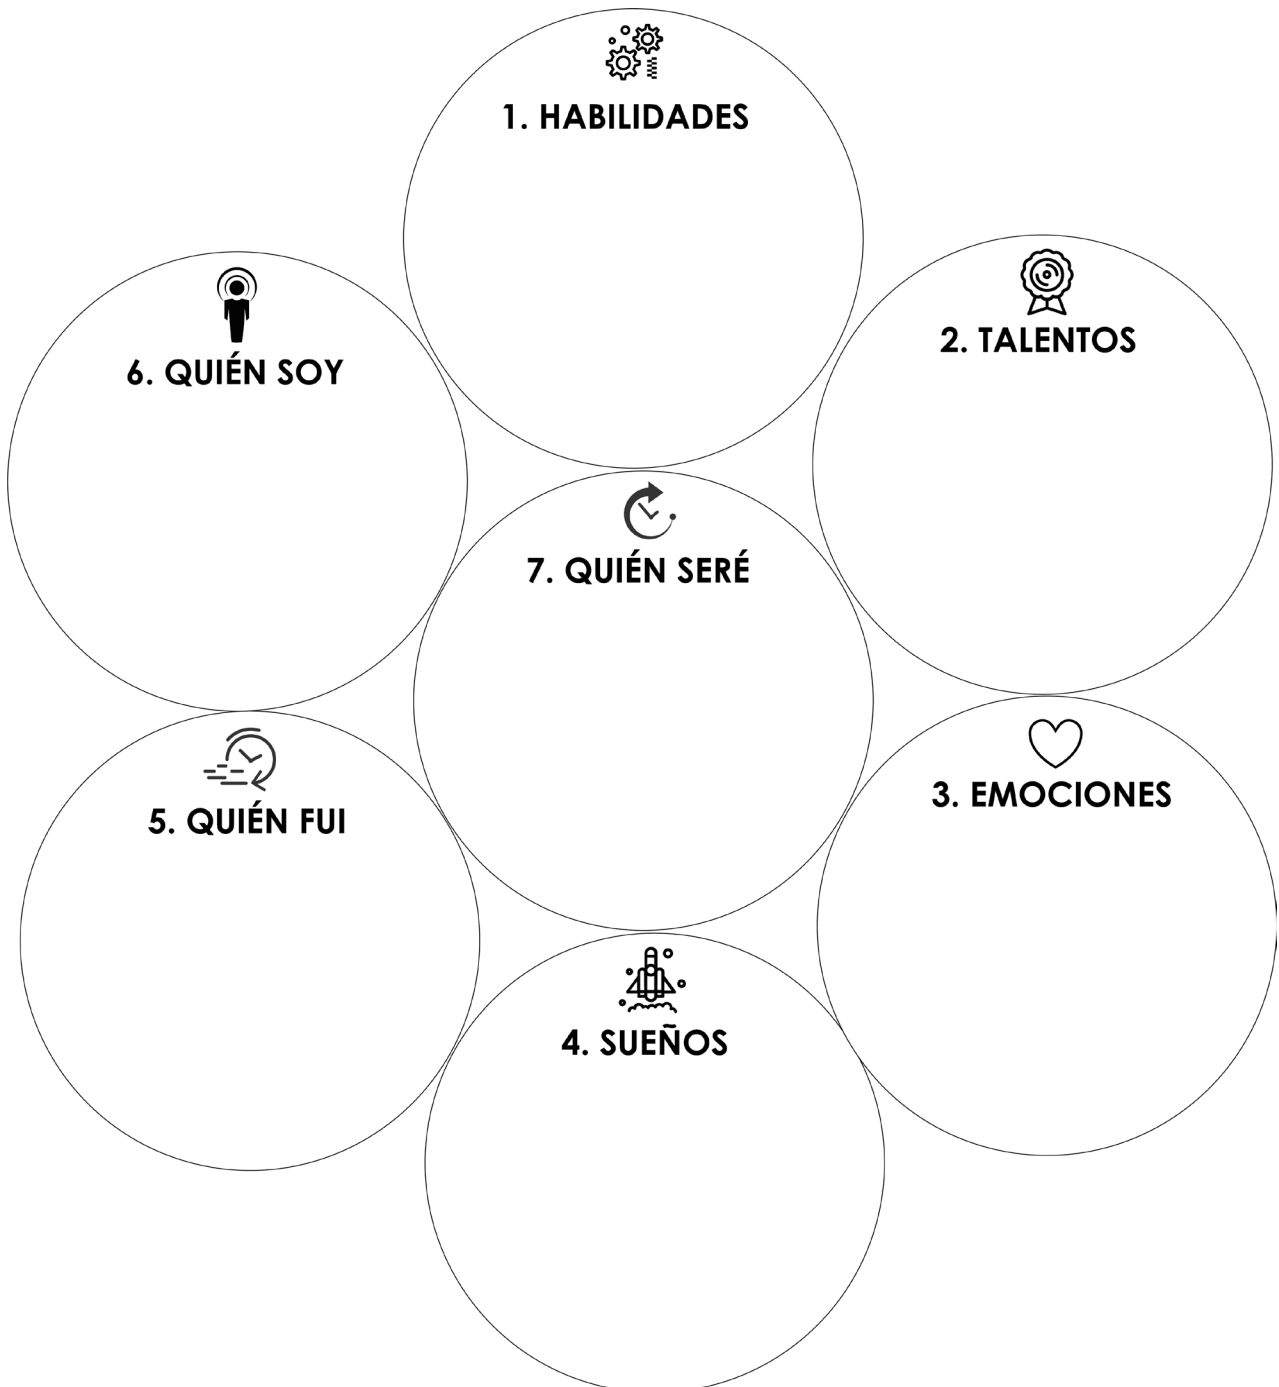 1. HABILIDADES
2. TALENTOS
3. EMOCIONES
4. SUEÑOS
5. QUIÉN FUI
6. QUIÉN SOY
7. QUIÉN SERÉ